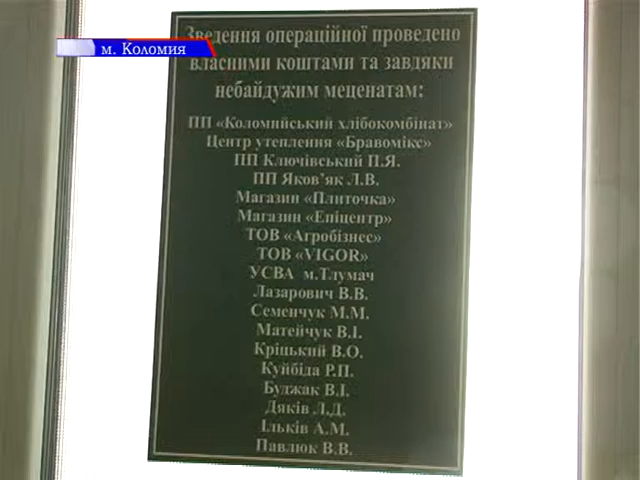 м. Коломия
Зведення операційної проведено
власними коштами та завдяки
небайдужим меценатам:
ПП «Коломийський хлібокомбінат»
Центр утеплення «Бравомікс»
ПП Ключівський П.Я.
ПП Яков’як Л.В.
Магазин «Плиточка»
Магазин «Епіцентр»
ТОВ «Агробізнес»
ТОВ «VIGOR»
УСВА м.Тлумач
Лазарович В.В.
Семенчук М.М.
Матейчук В.І.
Кріцький В.О.
Куйбіда Р.П.
Буджак В.І.
Дяків Л.Д.
Ільків А.М.
Павлюк В.В.